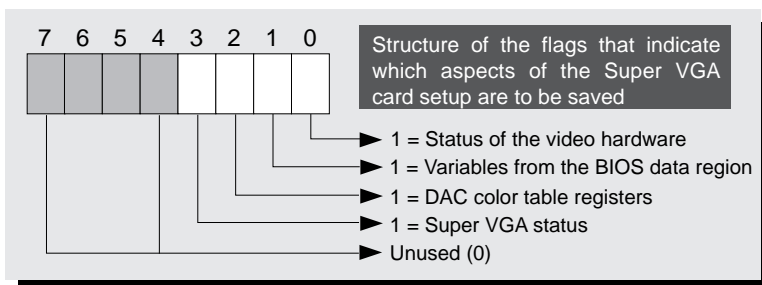 7 6 5 4 3 2 1 0
Structure of the flags that indicate
which aspects of the Super VGA
card setup are to be saved
1 = Status of the video hardware
1 = Variables from the BIOS data region
1 = DAC color table registers
1 = Super VGA status
Unused (0)